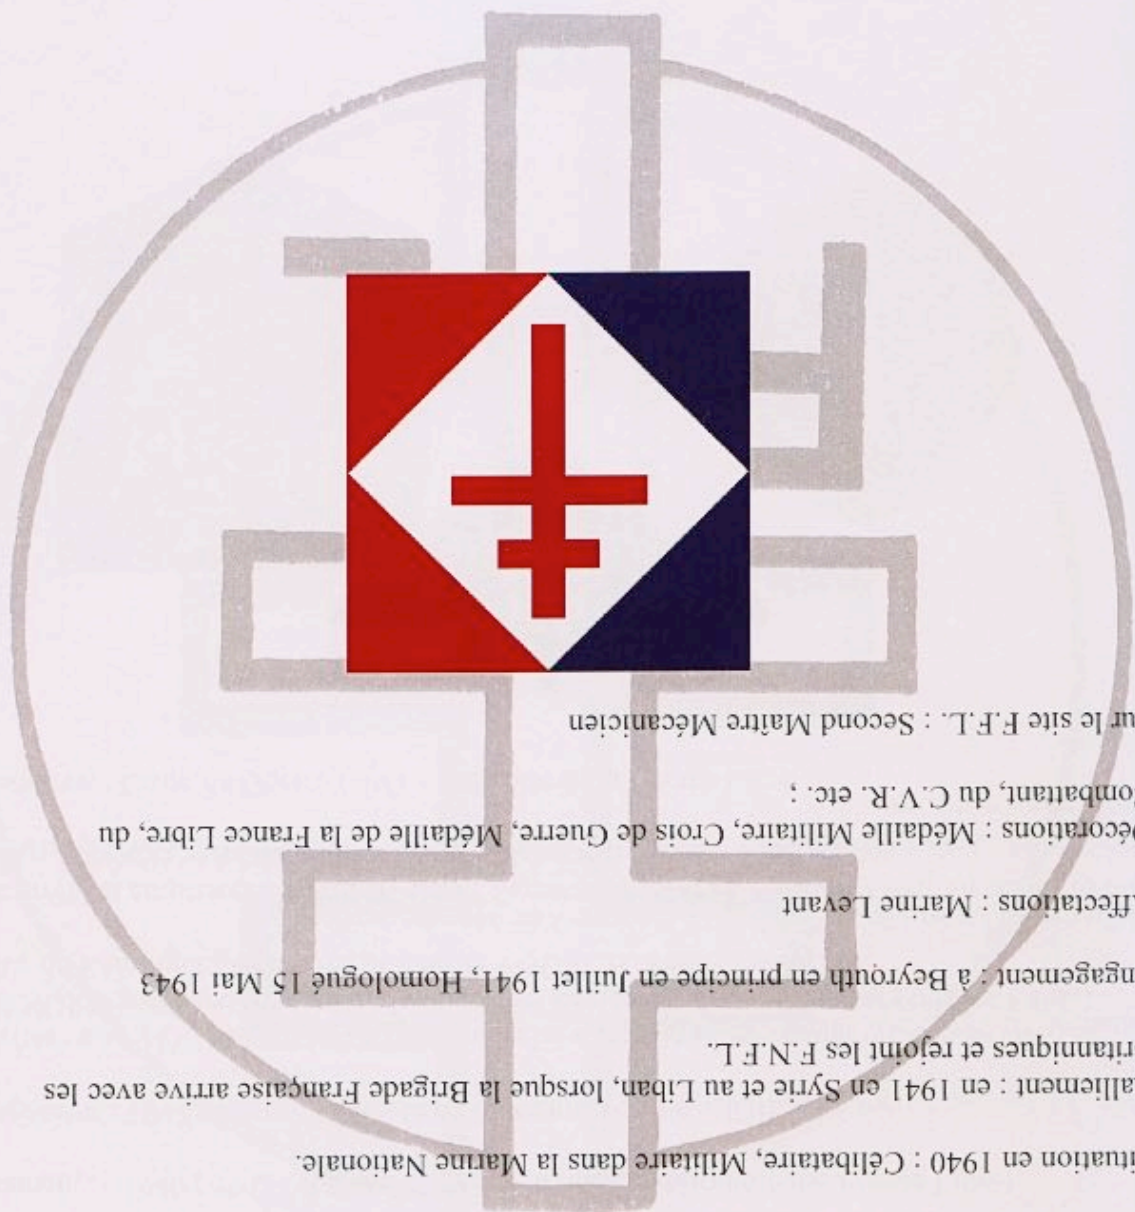 ituation en 1940 : Célibataire, Militaire dans la Marine Nationale.
alliement : en 1941 en Syrie et au Liban, lorsque la Brigade Française arrive avec les
ritanniques et rejoint les F.N.F.L.
ngagement : à Beyrouth en principe en Juillet 1941, Homologué 15 Mai 1943
ffectations : Marine Levant
écorations : Médaille Militaire, Crois de Guerre, Médaille de la France Libre, du
ombattant, du C.V.R. etc. ;
ur le site F.F.L. : Second Maître Mécanicien